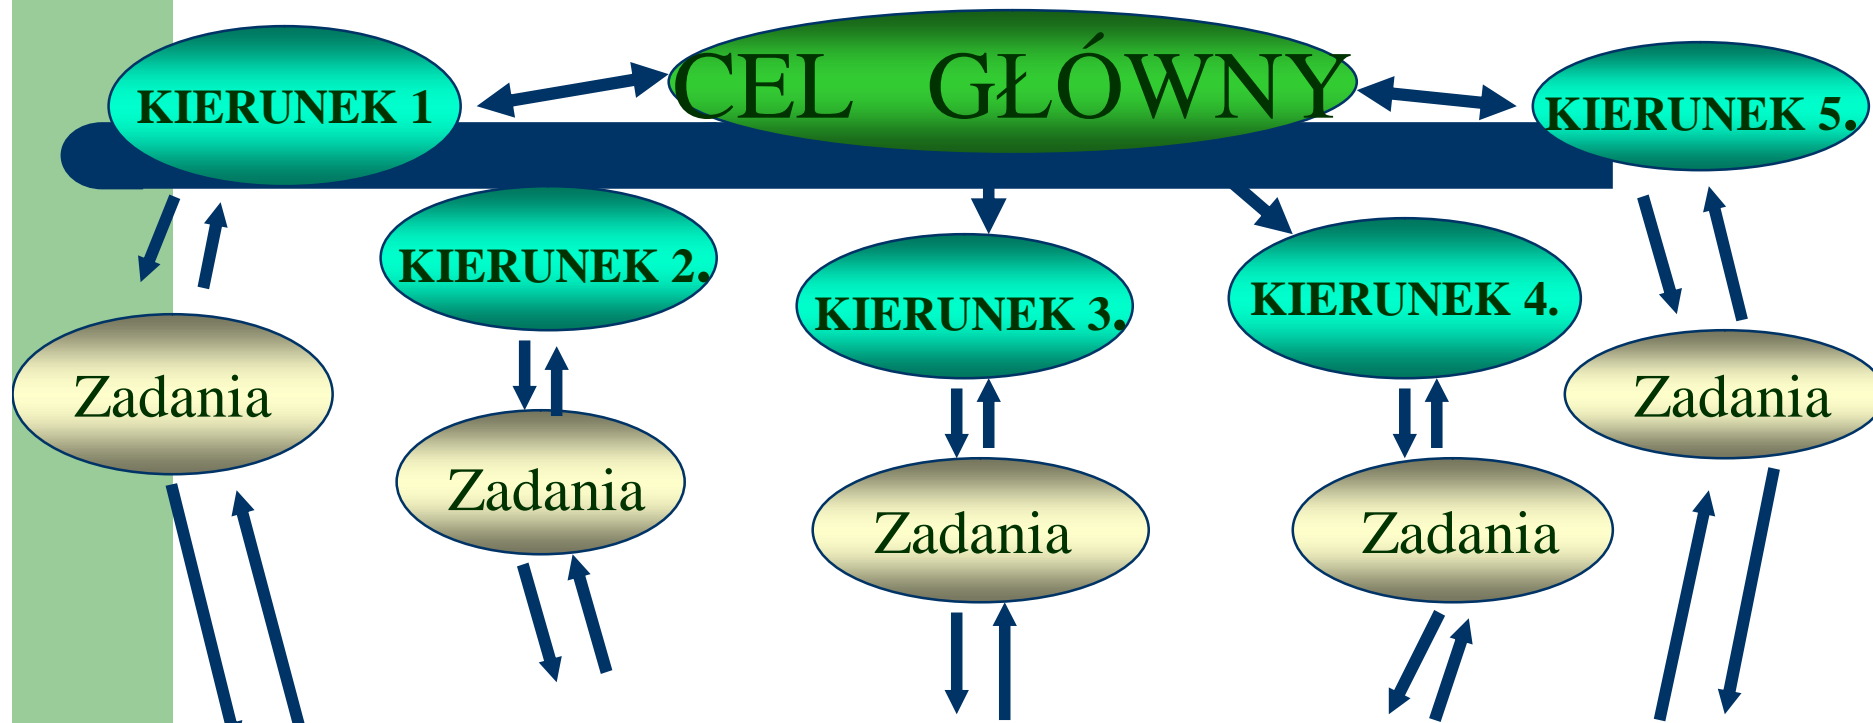 CEL GŁÓWNY
KIERUNEK 1
KIERUNEK 5.
KIERUNEK 2.
KIERUNEK 3.
KIERUNEK 4.
Zadania
Zadania
Zadania
Zadania
Zadania